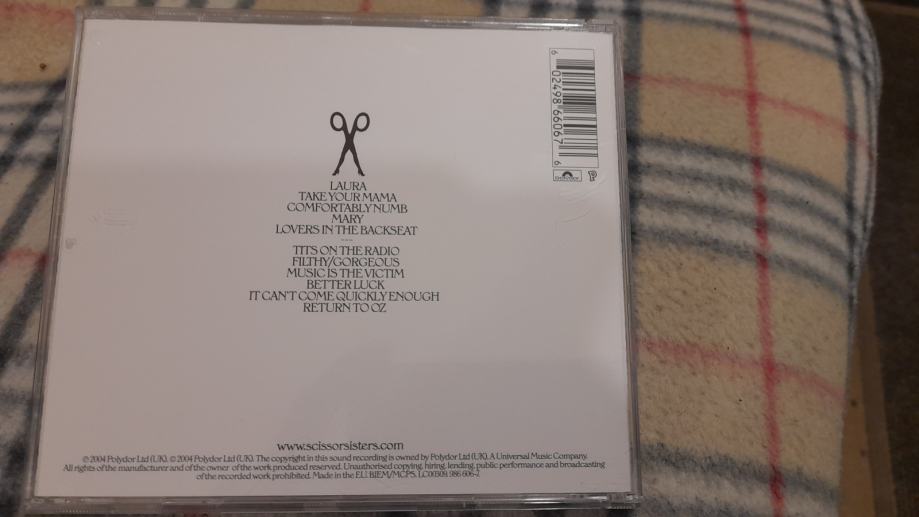 LAURA
TAKE YOUR MAMA
COMFORTABLY NUMB
MARY
LOVERS IN THE BACKSEAT
---
TITS ON THE RADIO
FILTHY/GORGEOUS
MUSIC IS THE VICTIM
BETTER LUCK
IT CAN'T COME QUICKLY ENOUGH
RETURN TO OZ
www.scissorsisters.com
℗ 2004 Polydor Ltd (UK). © 2004 Polydor Ltd (UK). The copyright in this sound recording is owned by Polydor Ltd (UK). A Universal Music Company.
All rights of the manufacturer and of the owner of the work produced reserved. Unauthorised copying, hiring, lending, public performance and broadcasting
of the recorded work prohibited. Made in the E.U. BIEM/MCPS. LC00309. 986 606-7
6 02498 66067 6